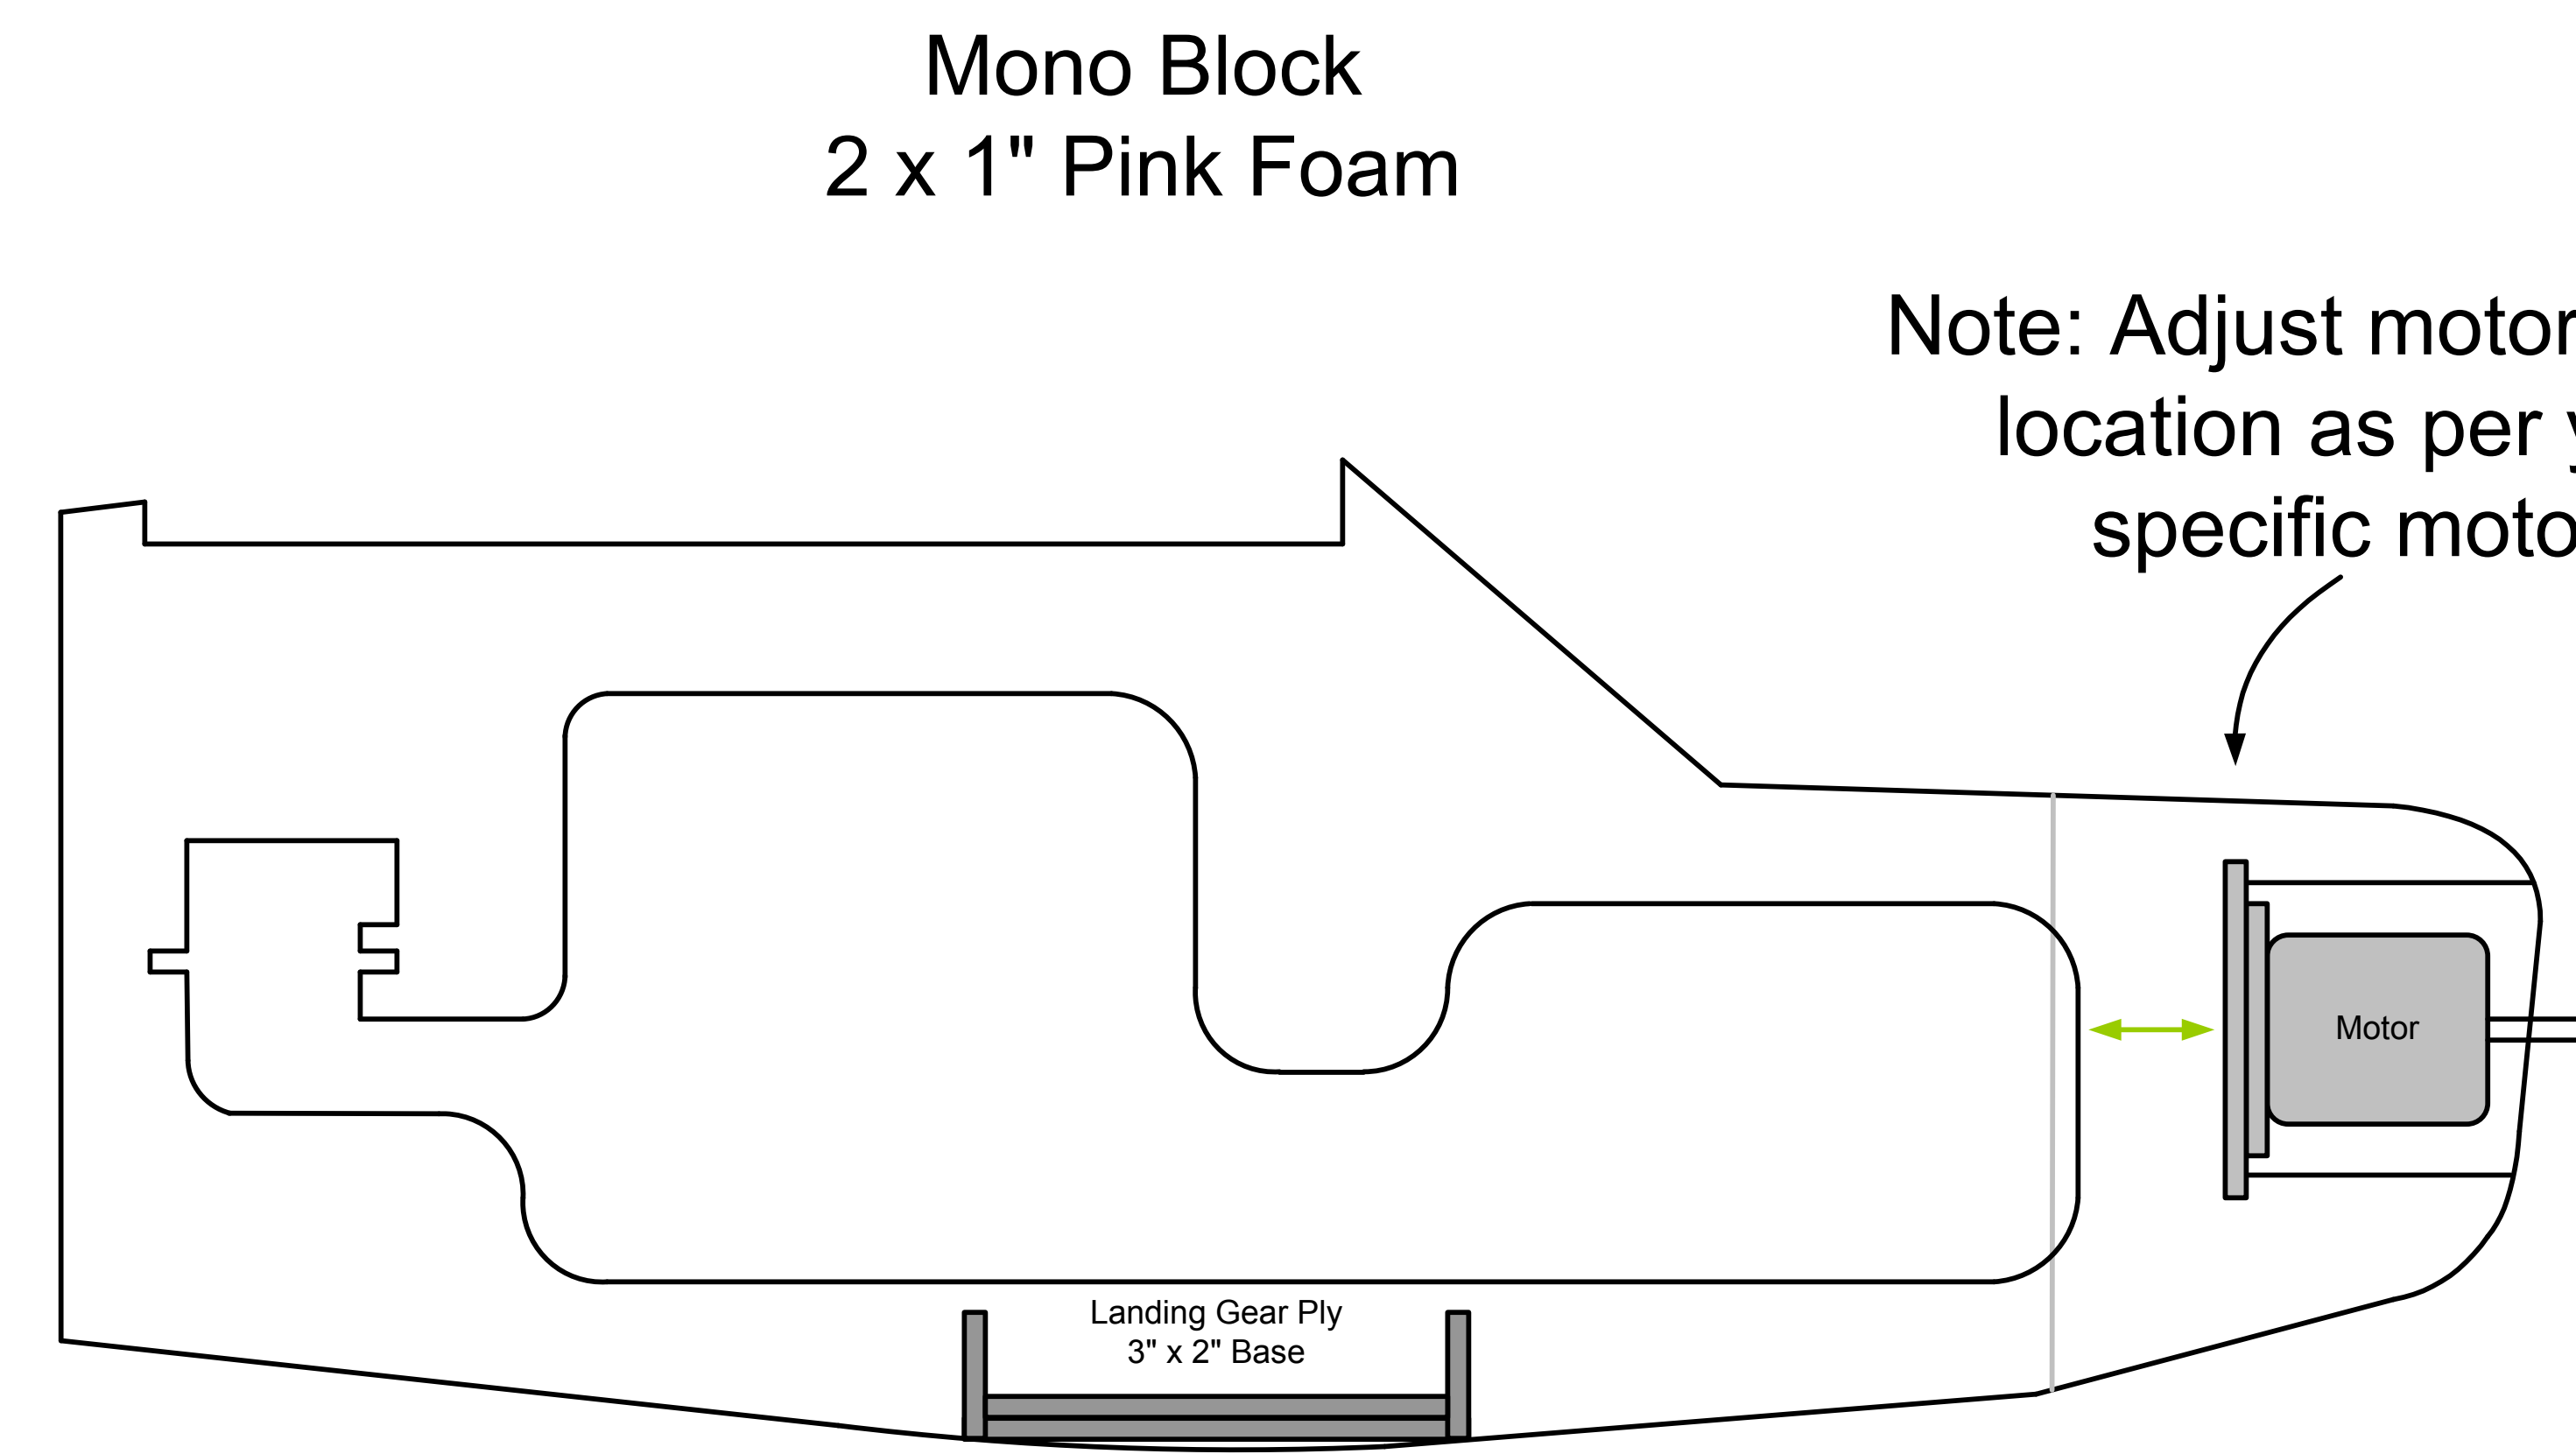 Mono Block
2 x 1" Pink Foam
Note: Adjust motor
location as per
specific
Motor
Landing Gear Ply
3" x 2" Base